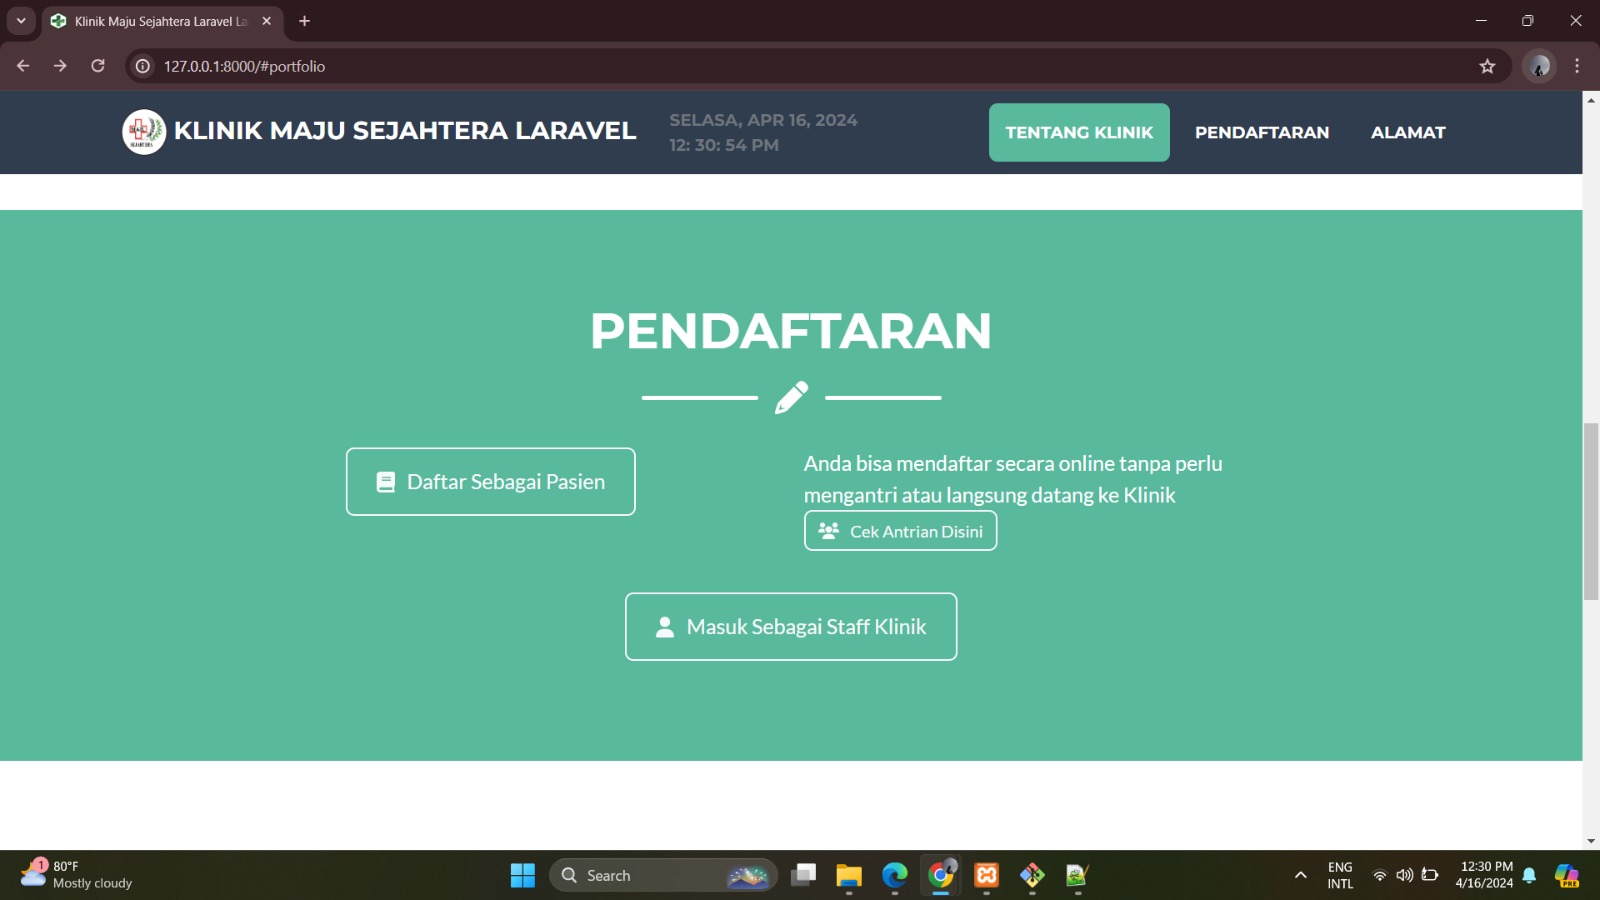 Klinik Maju Sejahtera Laravel La
127.0.0.1:8000/#portfolio
KLINIK MAJU SEJAHTERA LARAVEL
SELASA, APR 16, 2024
12: 30: 54 PM
TENTANG KLINIK
PENDAFTARAN
ALAMAT
PENDAFTARAN
Daftar Sebagai Pasien
Anda bisa mendaftar secara online tanpa perlu
mengantri atau langsung datang ke Klinik
Cek Antrian Disini
Masuk Sebagai Staff Klinik
1
80°F
Mostly cloudy
Search
ENG
INTL
12:30 PM
4/16/2024
PRE